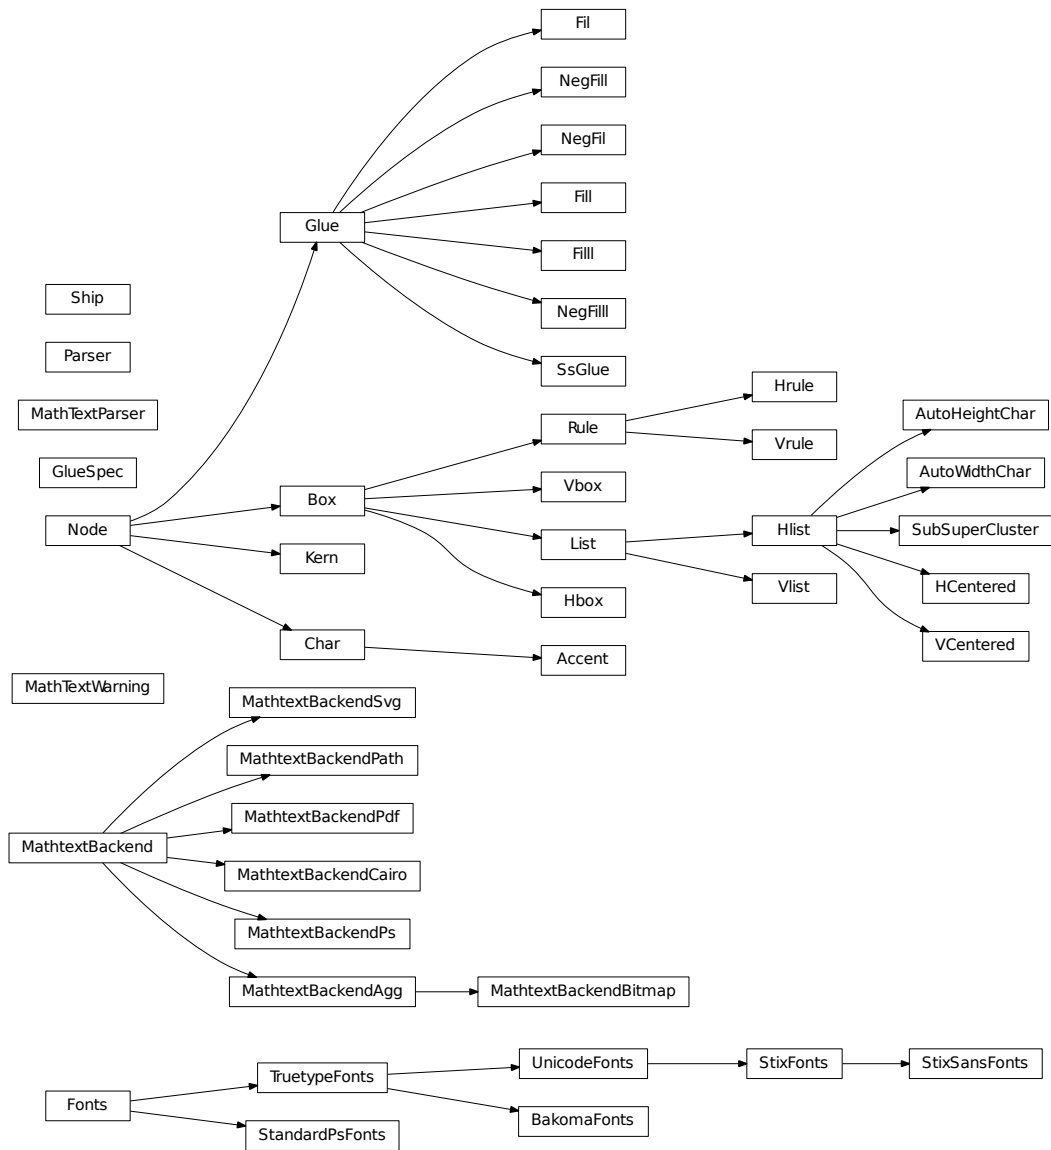 Fil
NegFill
NegFil
Fill
Glue
Filll
Ship
NegFilll
Parser
SsGlue
Hrule
MathTextParser
AutoHeightChar
Rule
Vrule
GlueSpec
AutoWidthChar
Vbox
Box
Node
SubSuperCluster
Hlist
List
Kern
Vlist
HCentered
Hbox
Char
VCentered
Accent
MathTextWarning
MathtextBackendSvg
MathtextBackendPath
MathtextBackendPdf
MathtextBackend
MathtextBackendCairo
MathtextBackendPs
MathtextBackendAgg
MathtextBackendBitmap
UnicodeFonts
StixFonts
StixSansFonts
TruetypeFonts
Fonts
BakomaFonts
StandardPsFonts